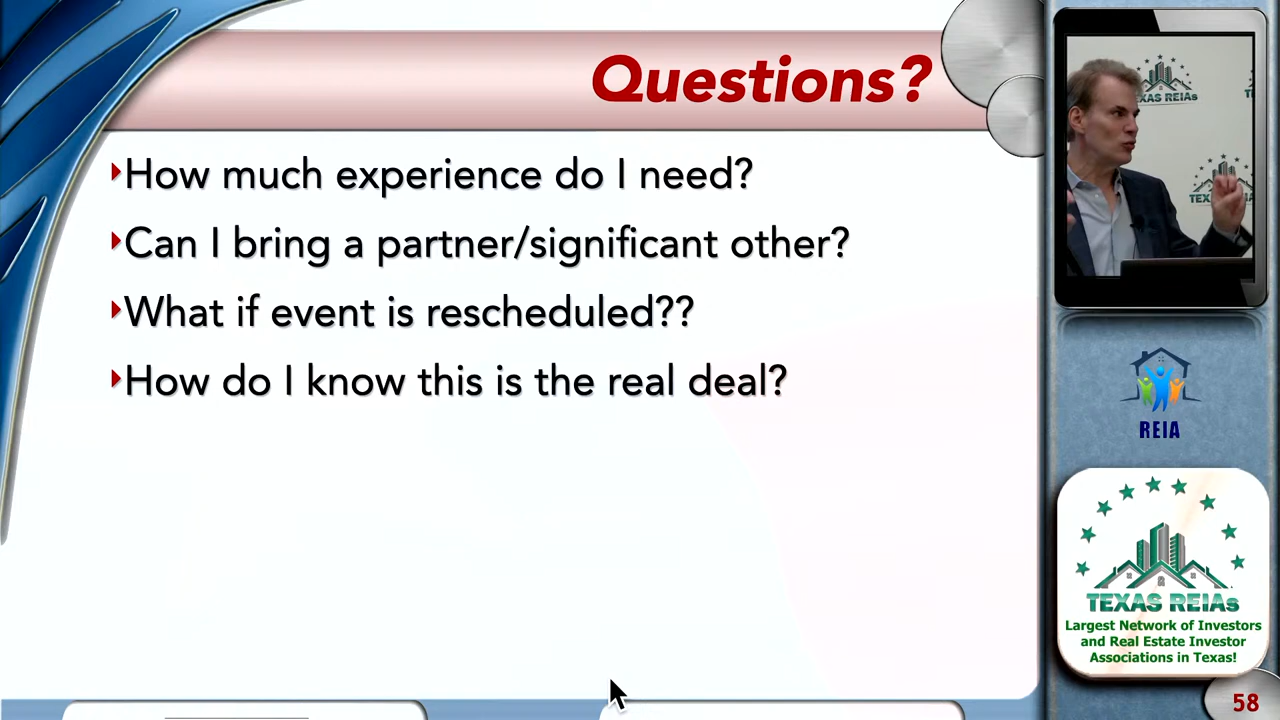 Questions?
How much experience do I need?
Can I bring a partner/significant other?
What if event is rescheduled??
How do I know this is the real deal?
TEXAS REIAs
REIA
TEXAS REIAs
Largest Network of Investors
and Real Estate Investor
Associations in Texas!
58